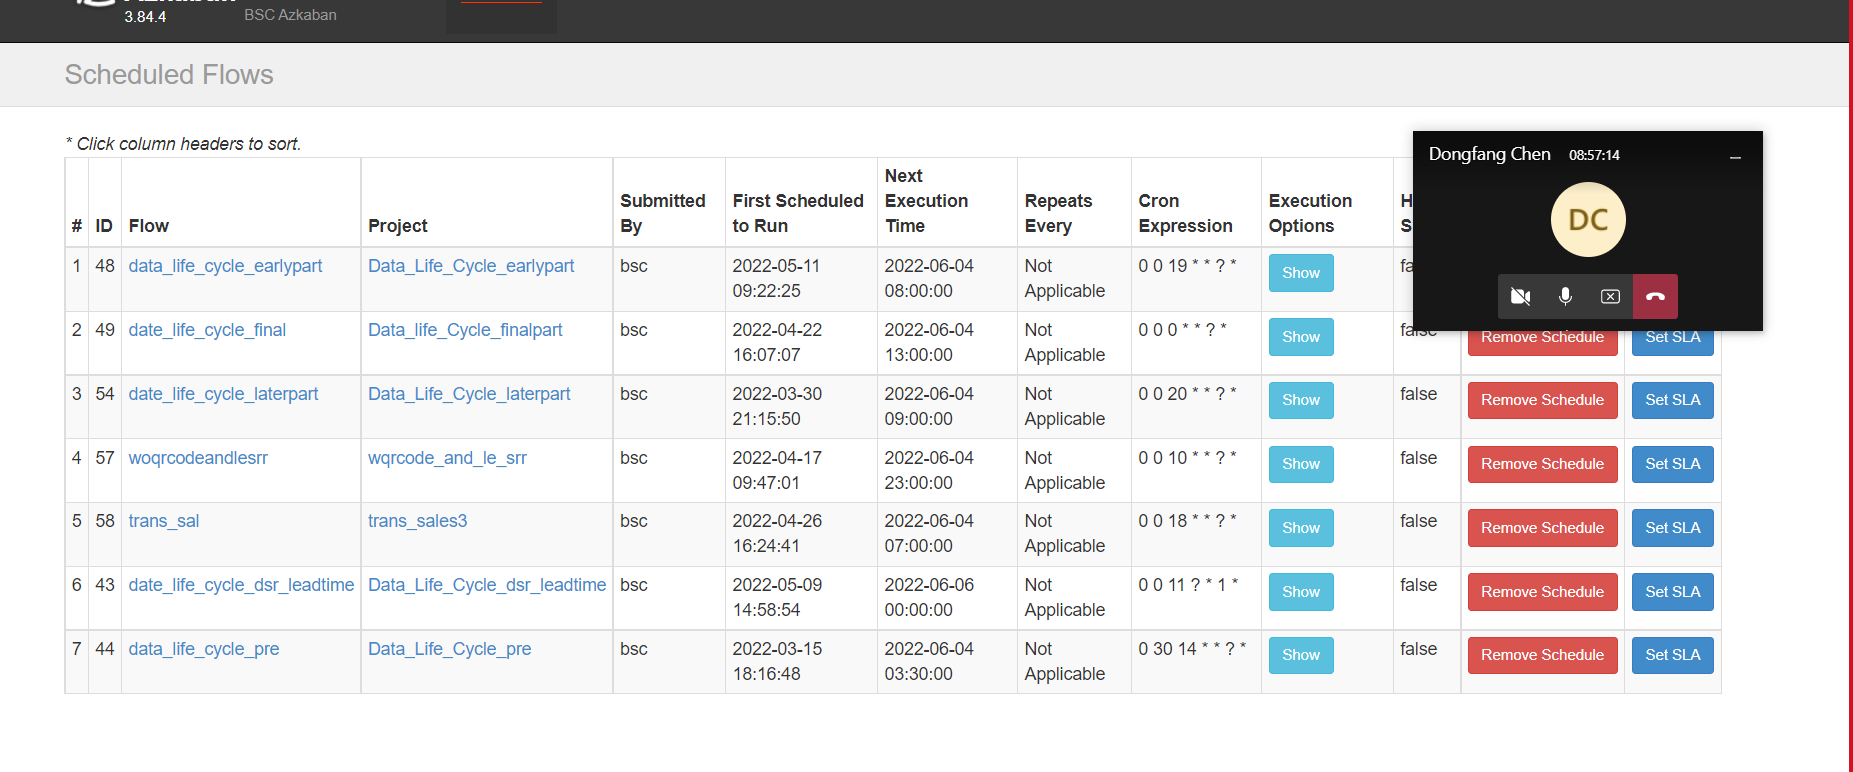 3.84.4
BSC Azkaban
Scheduled Flows
* Click column headers to sort.
# ID Flow Project Submitted By First Scheduled to Run Next Execution Time Repeats Every Cron Expression Execution Options
1 48 data_life_cycle_earlypart Data_Life_Cycle_earlypart bsc 2022-05-11 09:22:25 2022-06-04 08:00:00 Not Applicable 0 0 19 * * ? * Show
2 49 date_life_cycle_final Data_life_Cycle_finalpart bsc 2022-04-22 16:07:07 2022-06-04 13:00:00 Not Applicable 0 0 0 * * ? * Show false Remove Schedule Set SLA
3 54 date_life_cycle_laterpart Data_Life_Cycle_laterpart bsc 2022-03-30 21:15:50 2022-06-04 09:00:00 Not Applicable 0 0 20 * * ? * Show false Remove Schedule Set SLA
4 57 woqrcodeandlesrr wqrcode_and_le_srr bsc 2022-04-17 09:47:01 2022-06-04 23:00:00 Not Applicable 0 0 10 * * ? * Show false Remove Schedule Set SLA
5 58 trans_sal trans_sales3 bsc 2022-04-26 16:24:41 2022-06-04 07:00:00 Not Applicable 0 0 18 * * ? * Show false Remove Schedule Set SLA
6 43 date_life_cycle_dsr_leadtime Data_Life_Cycle_dsr_leadtime bsc 2022-05-09 14:58:54 2022-06-06 00:00:00 Not Applicable 0 0 11 ? * 1 * Show false Remove Schedule Set SLA
7 44 data_life_cycle_pre Data_Life_Cycle_pre bsc 2022-03-15 18:16:48 2022-06-04 03:30:00 Not Applicable 0 30 14 * * ? * Show false Remove Schedule Set SLA
Dongfang Chen 08:57:14
DC